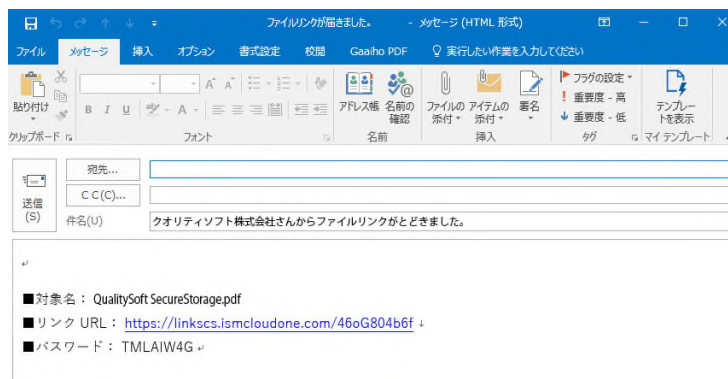 ファイルリンクが届きました。 - メッセージ (HTML 形式)
ファイル メッセージ 挿入 オプション 書式設定 校閲 Gaaiho PDF 実行したい作業を入力してください
貼り付け
B I U A A A
アドレス帳 名前の確認
ファイルの添付 アイテムの添付 署名
フラグの設定
! 重要度 - 高
重要度 - 低
テンプレートを表示
クリップボード フォント 名前 挿入 タグ マイ テンプレート
送信(S)
宛先...
C C(C)...
件名(U) クオリティソフト株式会社さんからファイルリンクがとどきました。
■対象名： QualitySoft SecureStorage.pdf
■リンク URL： https://linkscs.ismcloudone.com/46oG804b6f
■パスワード： TMLAIW4G